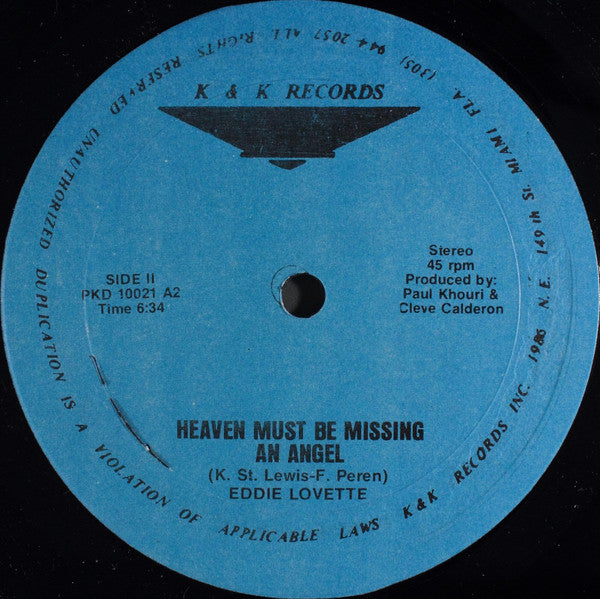 K & K RECORDS
SIDE II
PKD 10021 A2
Time 6:34
Stereo
45 rpm
Produced by:
Paul Khouri &
Cleve Calderon
HEAVEN MUST BE MISSING
AN ANGEL
(K. St. Lewis-F. Peren)
EDDIE LOVETTE
UNAUTHORIZED DUPLICATION IS A VIOLATION OF APPLICABLE LAWS K&K RECORDS INC. 1986 N.E. 149th St. MIAMI FLA (305) 944 2057 ALL RIGHTS RESERVED